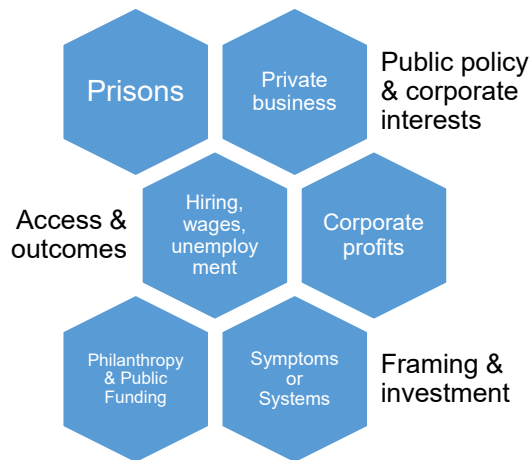 Prisons
Private
business
Public policy
& corporate
interests
Access &
outcomes
Hiring,
wages,
unemploy
ment
Corporate
profits
Philanthropy
& Public
Funding
Symptoms
or
Systems
Framing &
investment